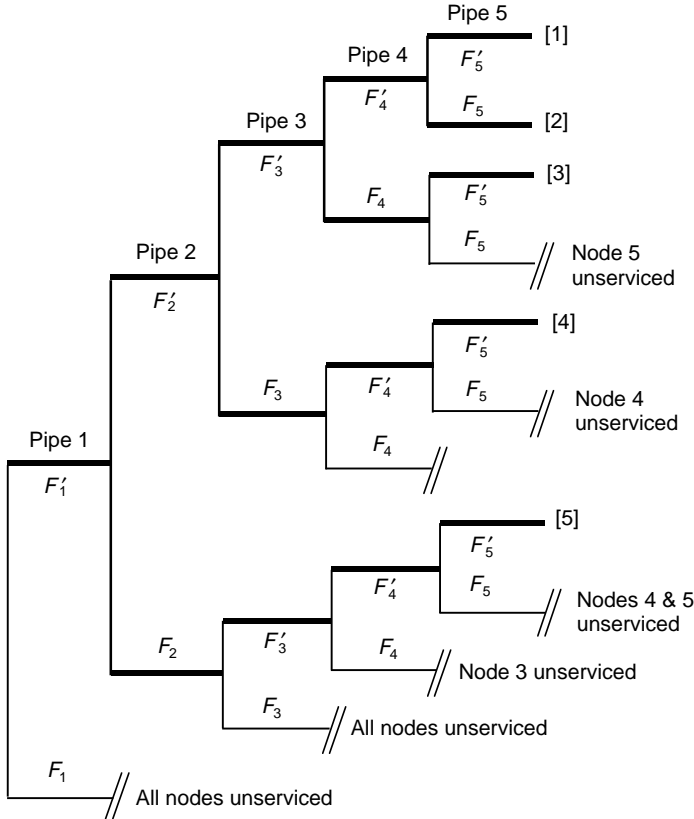 Pipe 5
[1]
Pipe 4
F′5
F′4
F5
[2]
Pipe 3
F′3
[3]
F4
F′5
F5
Node 5
unserviced
Pipe 2
F′2
[4]
F′5
F3
F′4
F5
Node 4
unserviced
Pipe 1
F4
F′1
[5]
F′5
F′4
F5
Nodes 4 & 5
unserviced
F2
F′3
F4
Node 3 unserviced
F3
All nodes unserviced
F1
All nodes unserviced